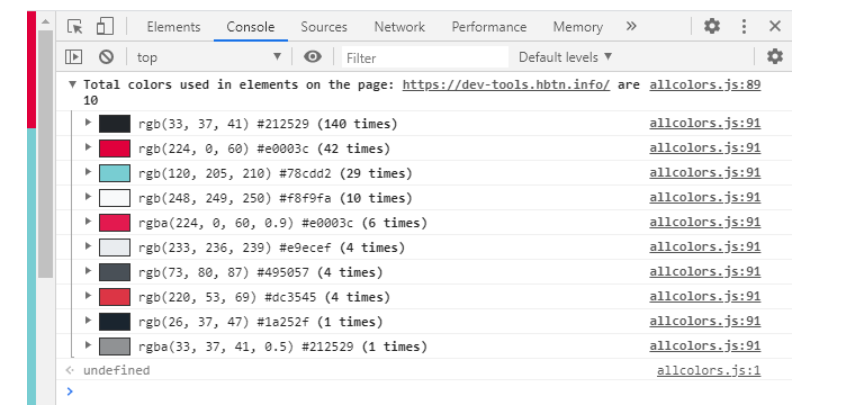 Elements Console Sources Network Performance Memory »
top Filter Default levels ▼
▼ Total colors used in elements on the page: https://dev-tools.hbtn.info/ are allcolors.js:89
10
rgb(33, 37, 41) #212529 (140 times) allcolors.js:91
rgb(224, 0, 60) #e0003c (42 times) allcolors.js:91
rgb(120, 205, 210) #78cdd2 (29 times) allcolors.js:91
rgb(248, 249, 250) #f8f9fa (10 times) allcolors.js:91
rgba(224, 0, 60, 0.9) #e0003c (6 times) allcolors.js:91
rgb(233, 236, 239) #e9ecef (4 times) allcolors.js:91
rgb(73, 80, 87) #495057 (4 times) allcolors.js:91
rgb(220, 53, 69) #dc3545 (4 times) allcolors.js:91
rgb(26, 37, 47) #1a252f (1 times) allcolors.js:91
rgba(33, 37, 41, 0.5) #212529 (1 times) allcolors.js:91
undefined allcolors.js:1